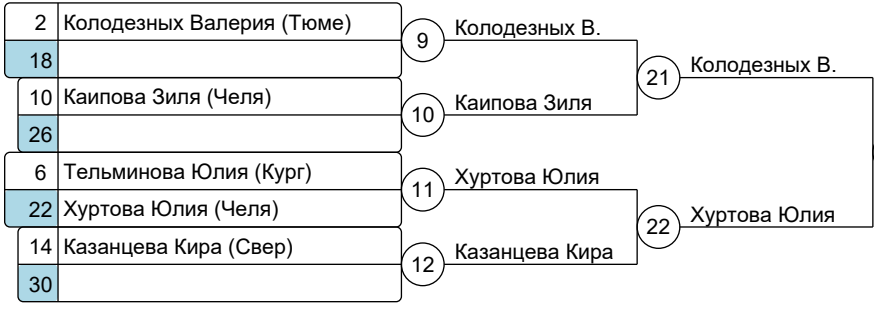 2 Колодезных Валерия (Тюме)
18
9 Колодезных В.
10 Каипова Зиля (Челя)
26
10 Каипова Зиля
21 Колодезных В.
6 Тельминова Юлия (Кург)
22 Хуртова Юлия (Челя)
11 Хуртова Юлия
14 Казанцева Кира (Свер)
30
12 Казанцева Кира
22 Хуртова Юлия